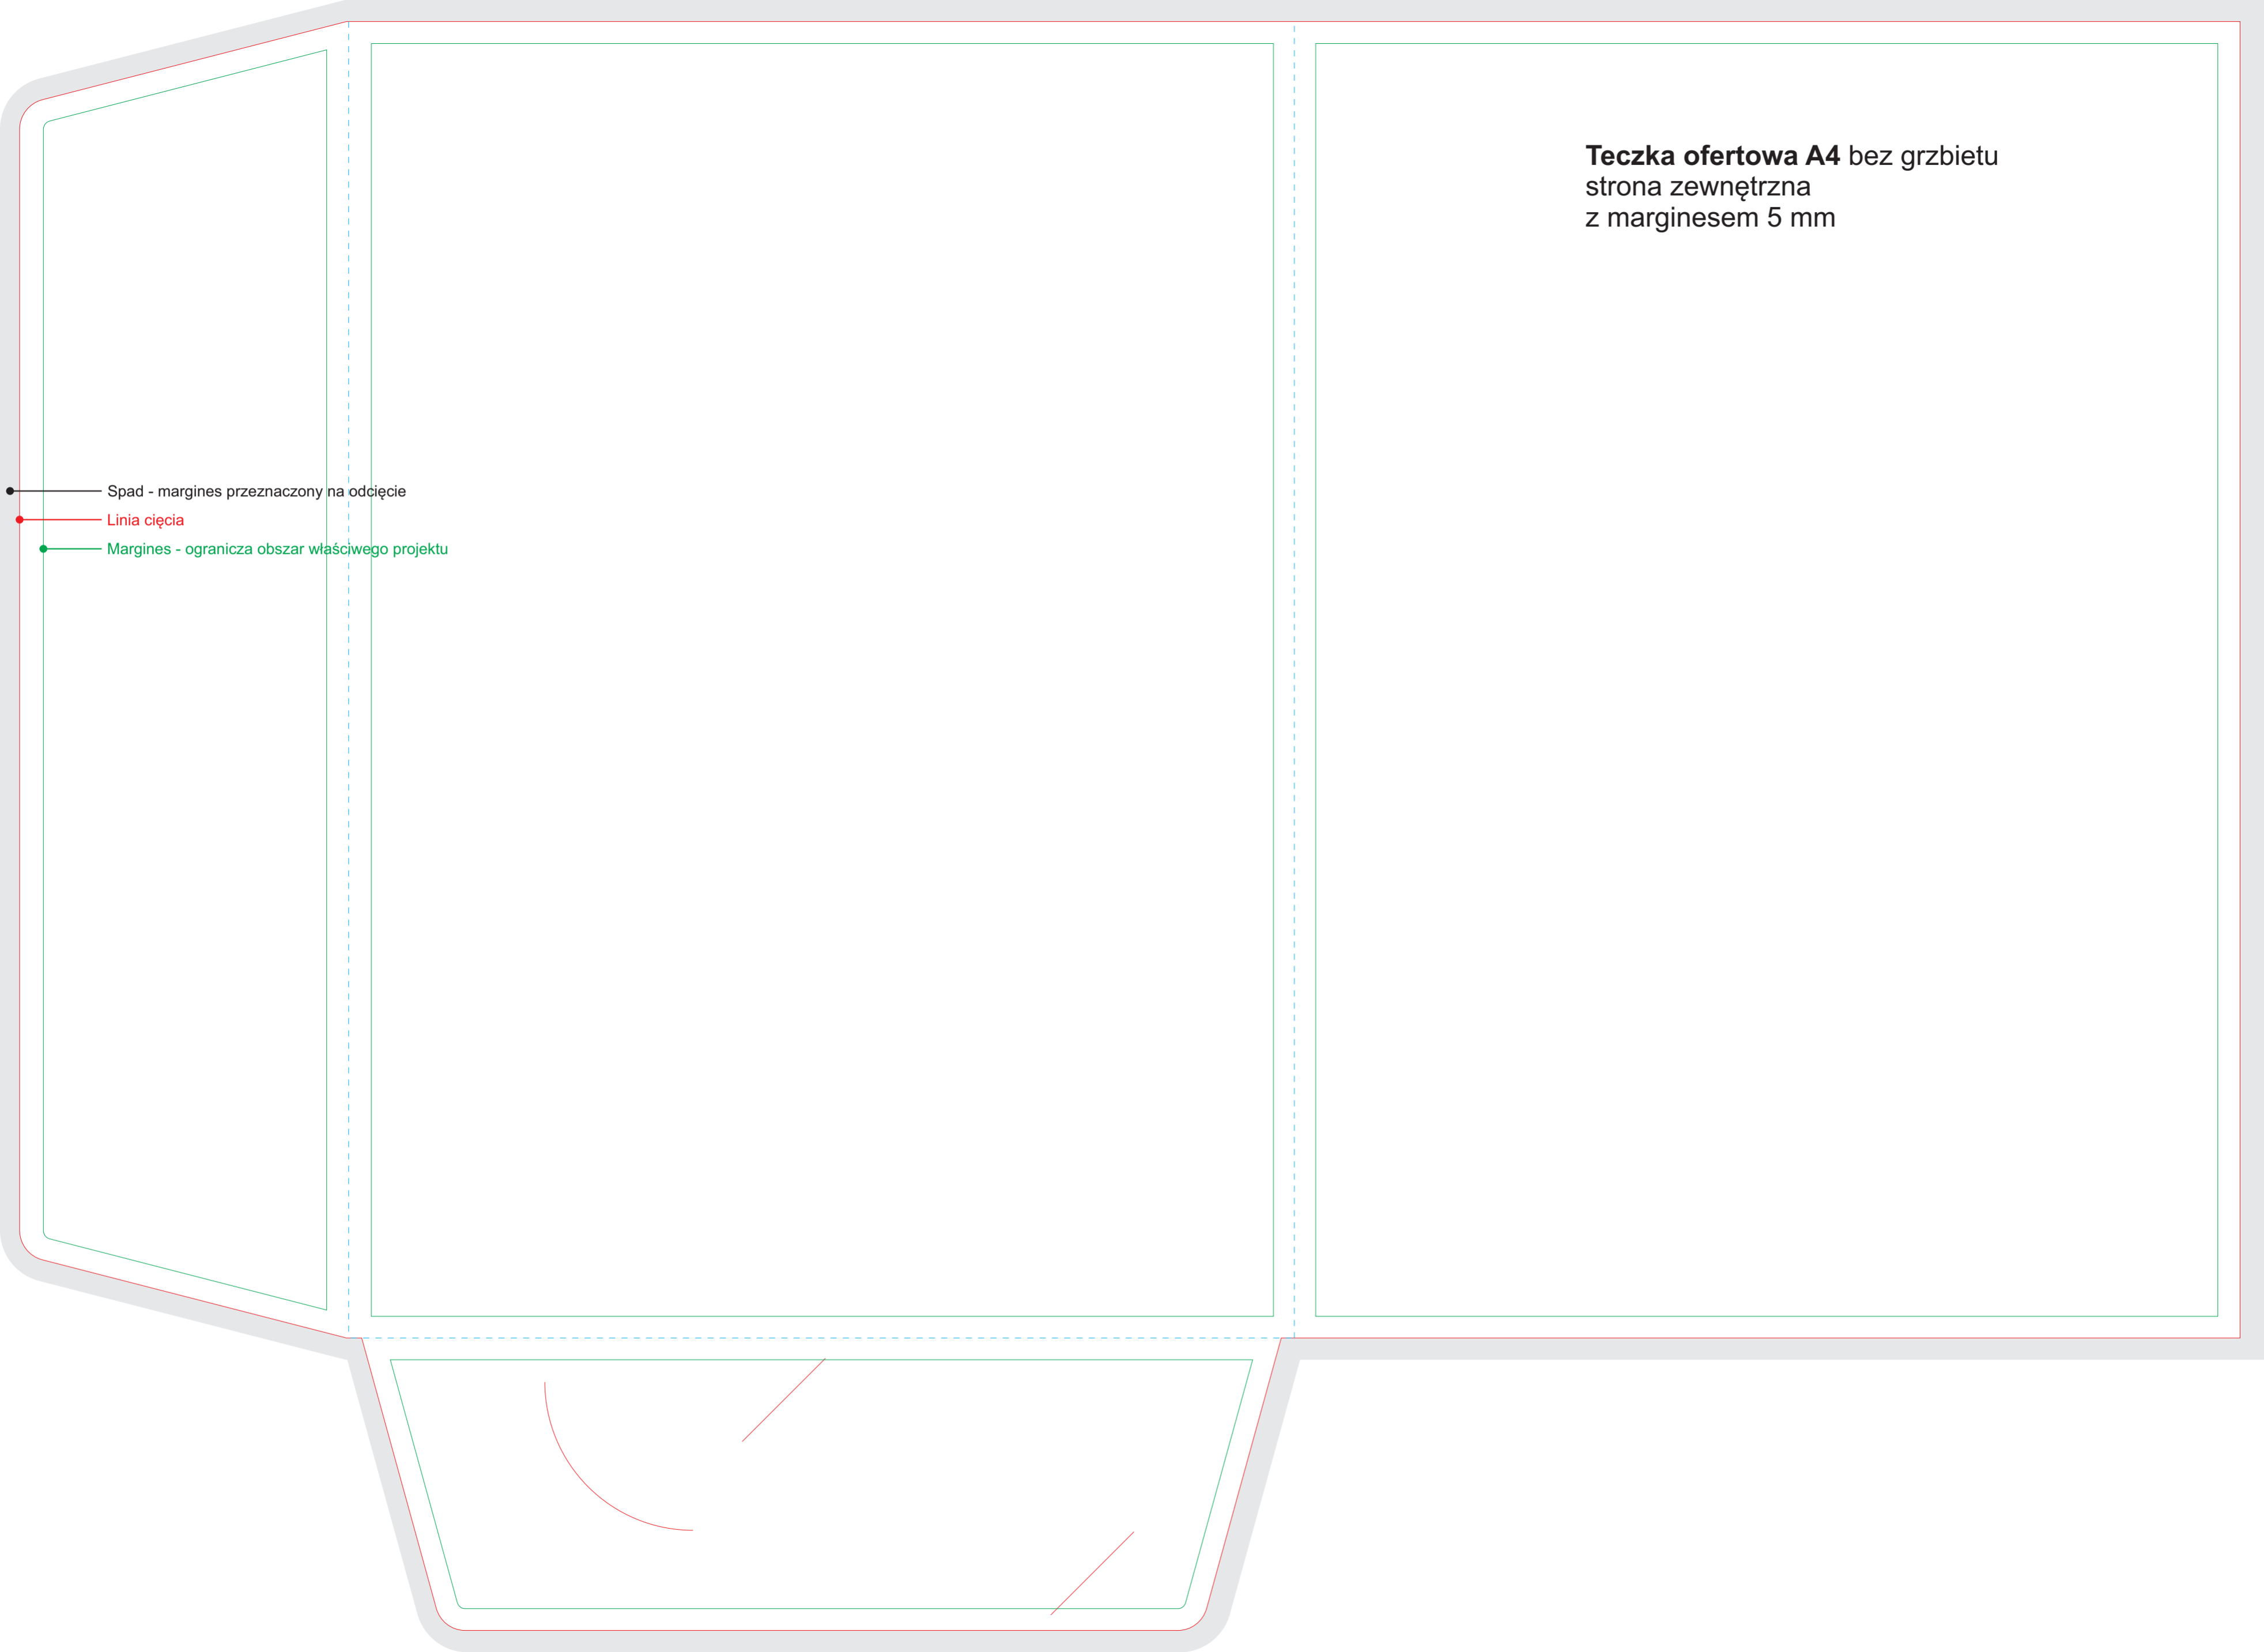 Teczka ofertowa A4 bez grzbietu
strona zewnętrzna
z marginesem 5 mm
Spad - margines przeznaczony na odcięcie
Linia cięcia
Margines - ogranicza obszar właściwego projektu